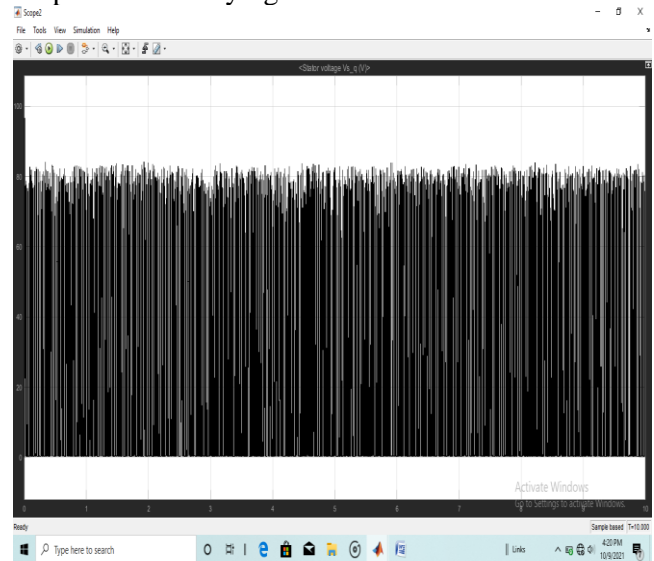 Scope2
File Tools View Simulation Help
<Stator voltage Vs_q (V)>
100
80
60
40
20
0
0 1 2 3 4 5 6 7 8 9 10
Activate Windows
Go to Settings to activate Windows.
Ready
Sample based T=10.000
Type here to search
Links
4:20 PM
10/9/2021